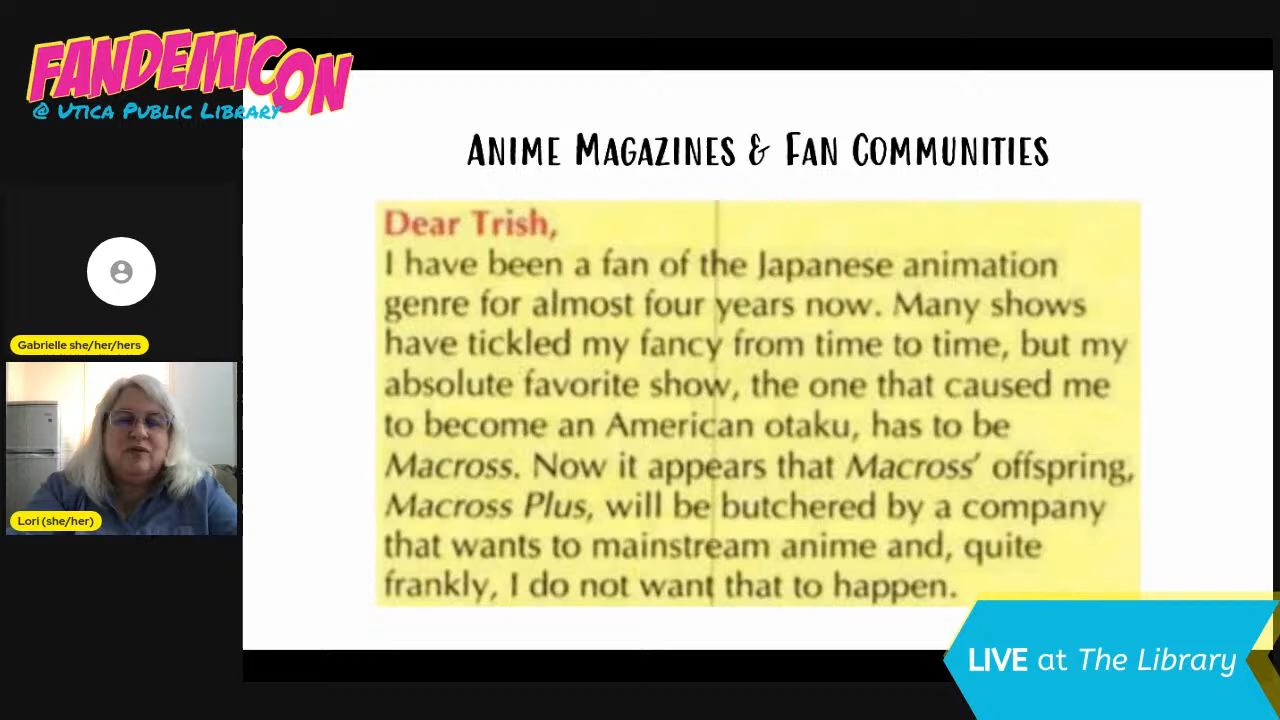 FANDEMICON
@ UTICA PUBLIC LIBRARY
ANIME MAGAZINES & FAN COMMUNITIES
Dear Trish,
I have been a fan of the Japanese animation
genre for almost four years now. Many shows
have tickled my fancy from time to time, but my
absolute favorite show, the one that caused me
to become an American otaku, has to be
Macross. Now it appears that Macross' offspring,
Macross Plus, will be butchered by a company
that wants to mainstream anime and, quite
frankly, I do not want that to happen.
Gabrielle she/her/hers
Lori (she/her)
LIVE at The Library